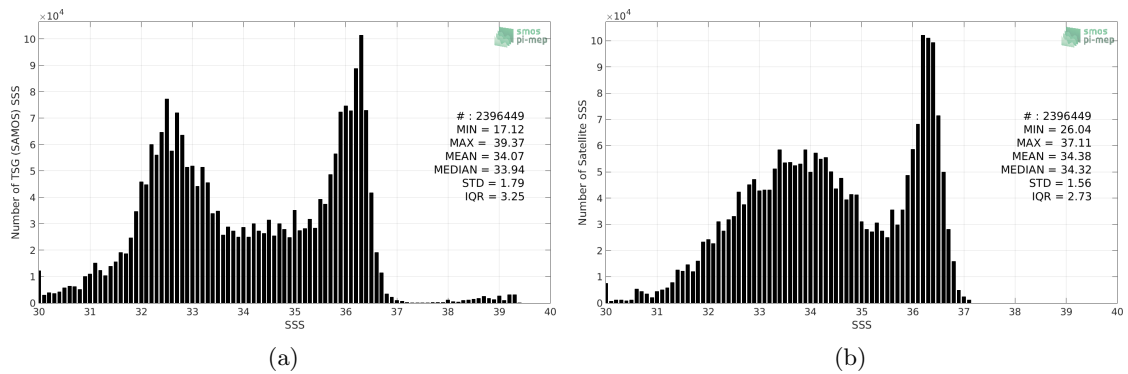 ×10⁴
10
9
8
7
6
5
4
3
2
1
0
Number of TSG (SAMOS) SSS
smos
pi-mep
# : 2396449
MIN = 17.12
MAX = 39.37
MEAN = 34.07
MEDIAN = 33.94
STD = 1.79
IQR = 3.25
30 31 32 33 34 35 36 37 38 39 40
SSS
(a)
×10⁴
10
9
8
7
6
5
4
3
2
1
0
Number of Satellite SSS
smos
pi-mep
# : 2396449
MIN = 26.04
MAX = 37.11
MEAN = 34.38
MEDIAN = 34.32
STD = 1.56
IQR = 2.73
30 31 32 33 34 35 36 37 38 39 40
SSS
(b)